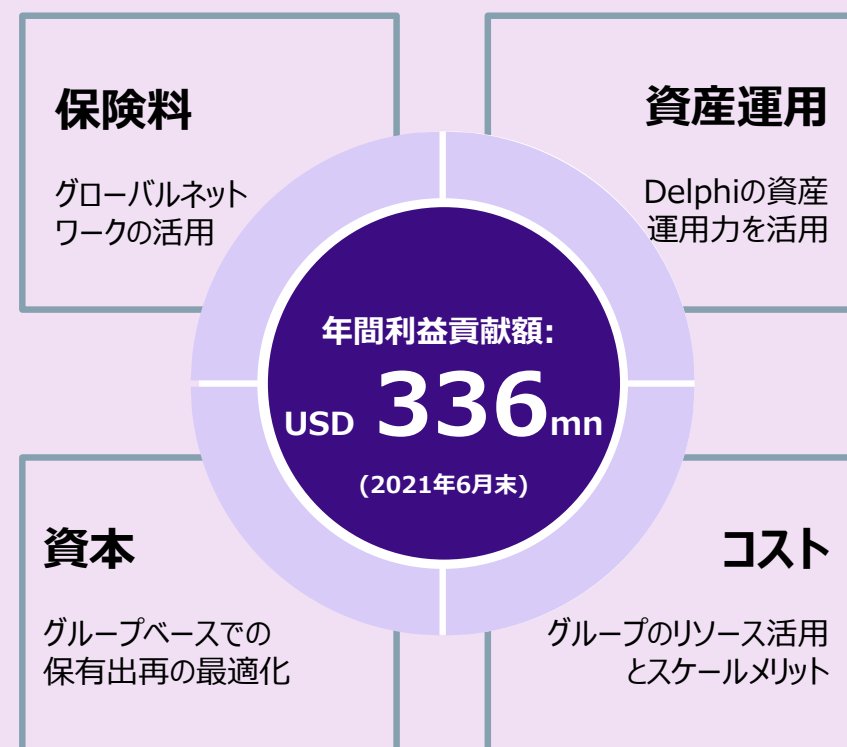 保険料
グローバルネット
ワークの活用
資産運用
Delphiの資産
運用力を活用
年間利益貢献額:
USD 336mn
(2021年6月末)
資本
グループベースでの
保有出再の最適化
コスト
グループのリソース活用
とスケールメリット